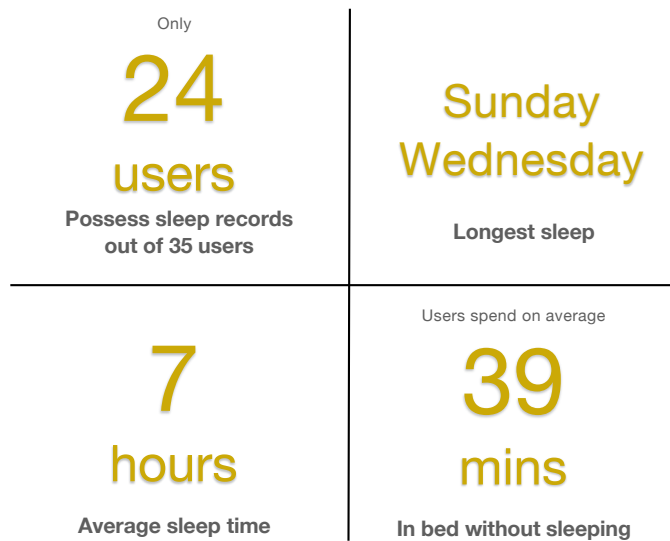 Only
24
users
Possess sleep records
out of 35 users
Sunday
Wednesday
Longest sleep
7
hours
Average sleep time
Users spend on average
39
mins
In bed without sleeping